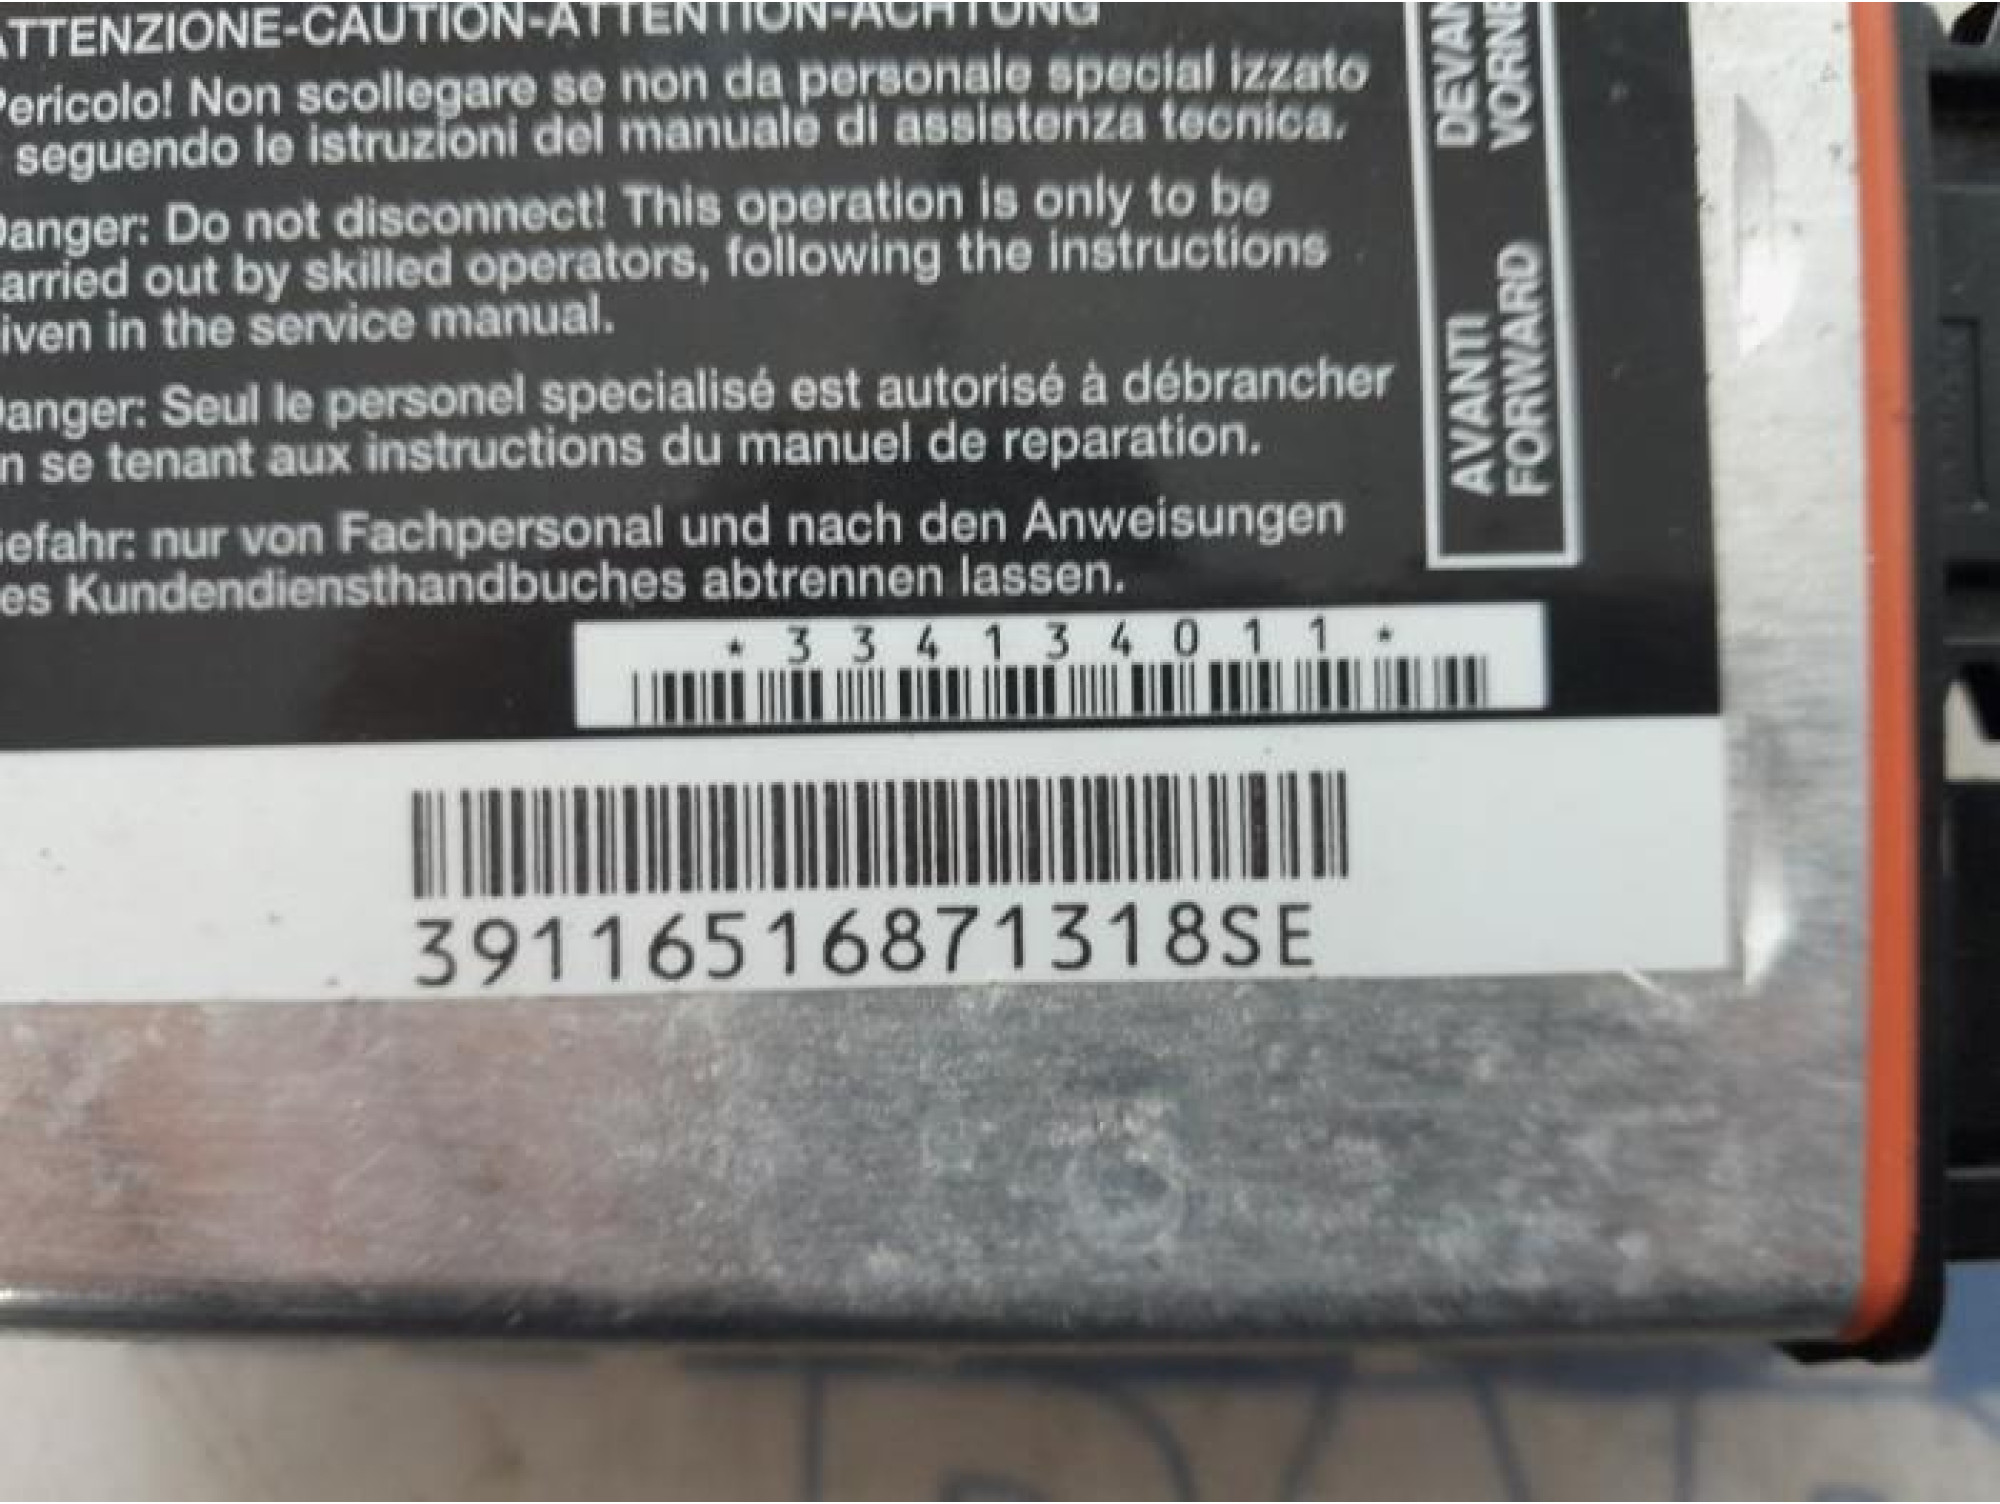 ATTENZIONE-CAUTION-ATTENTION-ACHTUNG
Pericolo! Non scollegare se non da personale special izzato
seguendo le istruzioni del manuale di assistenza tecnica.
Danger: Do not disconnect! This operation is only to be
carried out by skilled operators, following the instructions
given in the service manual.
Danger: Seul le personel specialisé est autorisé à débrancher
en se tenant aux instructions du manuel de reparation.
Gefahr: nur von Fachpersonal und nach den Anweisungen
des Kundendiensthandbuches abtrennen lassen.
AVANTI
FORWARD
DEVAN
VORNE
*334134011*
39116516871318SE